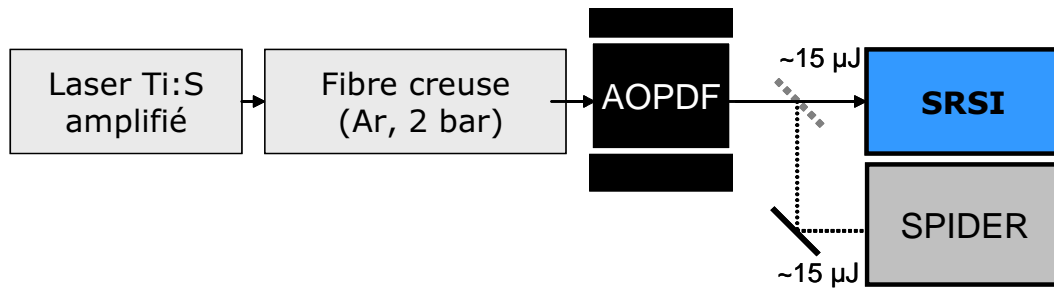 Laser Ti:S
amplifié
Fibre creuse
(Ar, 2 bar)
AOPDF
~15 µJ
SRSI
SPIDER
~15 µJ